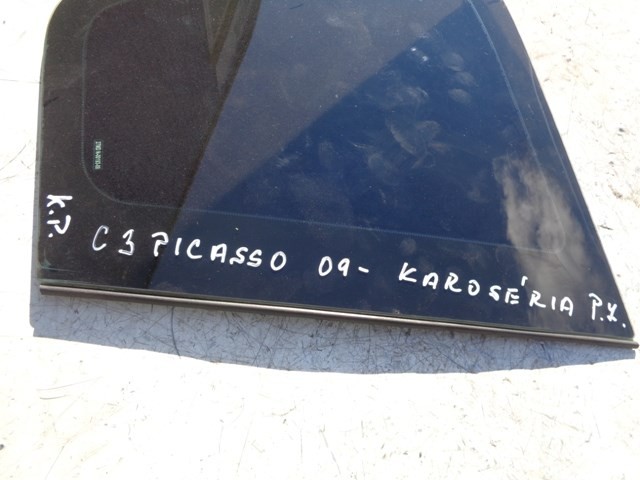 K.P.
C3 PICASSO 09- KAROSÉRIA P.Z.